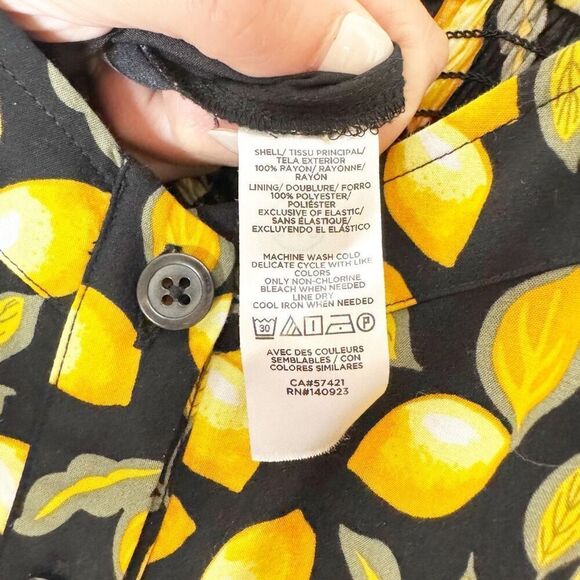 SHELL/ TISSU PRINCIPAL/
TELA EXTERIOR
100% RAYON/ RAYONNE/
RAYÓN
LINING/ DOUBLURE/ FORRO
100% POLYESTER/
POLIÉSTER
EXCLUSIVE OF ELASTIC/
SANS ÉLASTIQUE/
EXCLUYENDO EL ELÁSTICO
MACHINE WASH COLD
DELICATE CYCLE WITH LIKE
COLORS
ONLY NON-CHLORINE
BLEACH WHEN NEEDED
LINE DRY
COOL IRON WHEN NEEDED
30 P
AVEC DES COULEURS
SEMBLABLES / CON
COLORES SIMILARES
CA#57421
RN#140923